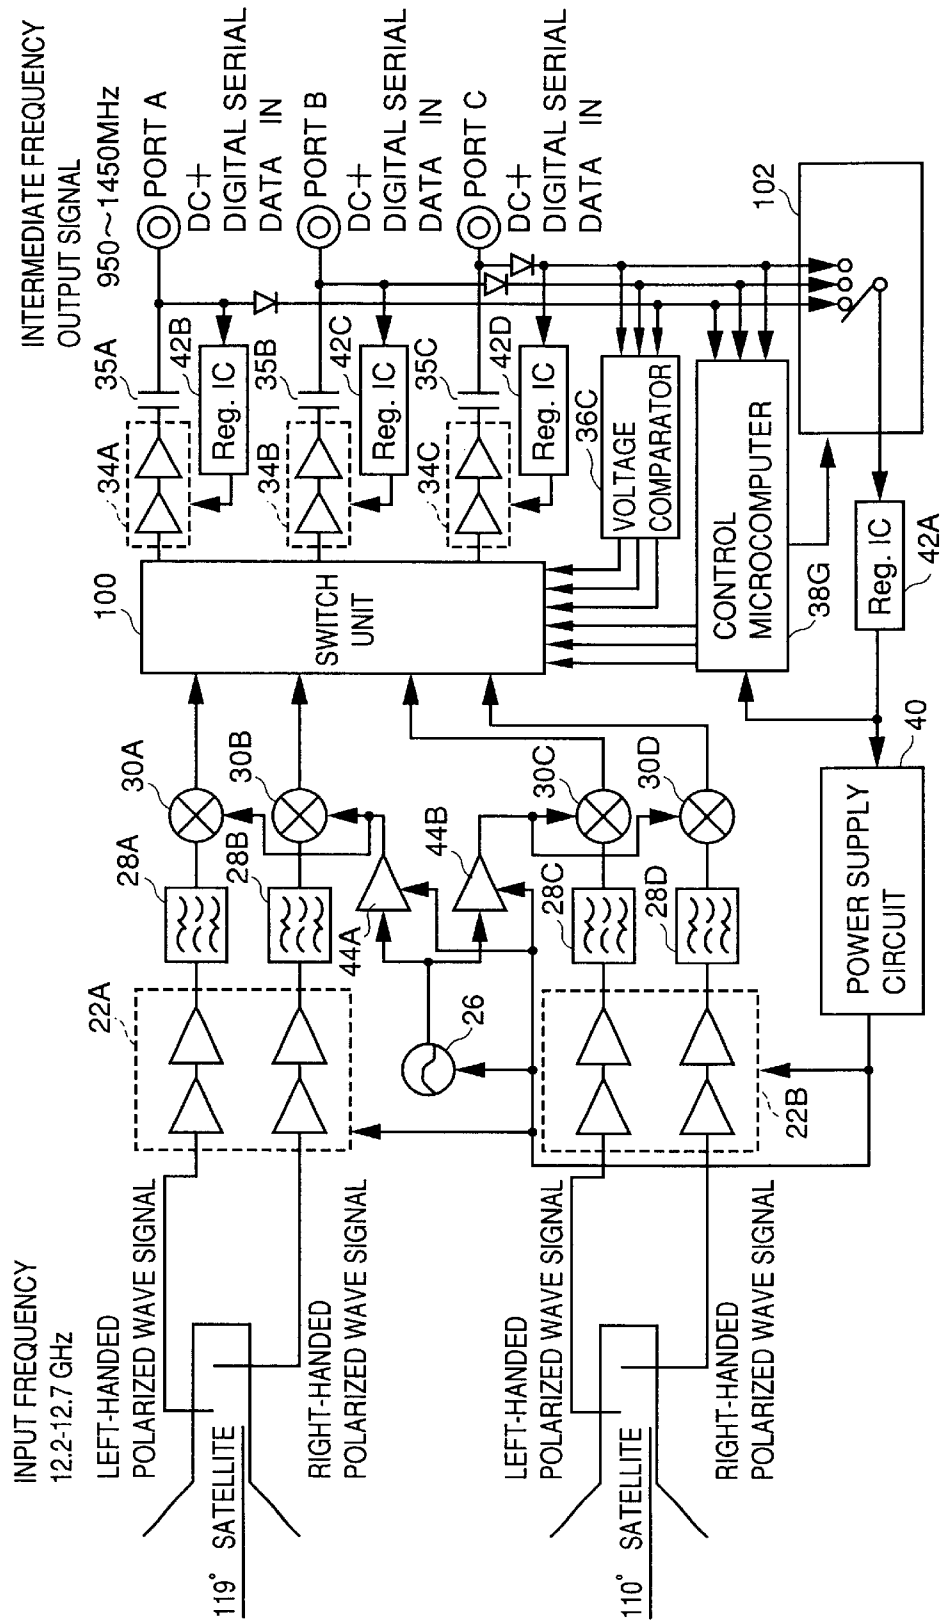 INPUT FREQUENCY
12.2-12.7 GHz
INTERMEDIATE FREQUENCY
OUTPUT SIGNAL
950~1450MHz
LEFT-HANDED
POLARIZED WAVE SIGNAL
119° SATELLITE
RIGHT-HANDED
POLARIZED WAVE SIGNAL
22A
28A
28B
30A
30B
100
SWITCH
UNIT
34A
35A
PORT A
DC+
DIGITAL SERIAL
DATA IN
42B
Reg. IC
34B
35B
PORT B
DC+
DIGITAL SERIAL
DATA IN
42C
Reg. IC
34C
35C
PORT C
DC+
DIGITAL SERIAL
DATA IN
42D
Reg. IC
44A
44B
26
LEFT-HANDED
POLARIZED WAVE SIGNAL
110° SATELLITE
RIGHT-HANDED
POLARIZED WAVE SIGNAL
22B
28C
28D
30C
30D
36C
VOLTAGE
COMPARATOR
CONTROL
MICROCOMPUTER
38G
102
POWER SUPPLY
CIRCUIT
40
Reg. IC
42A